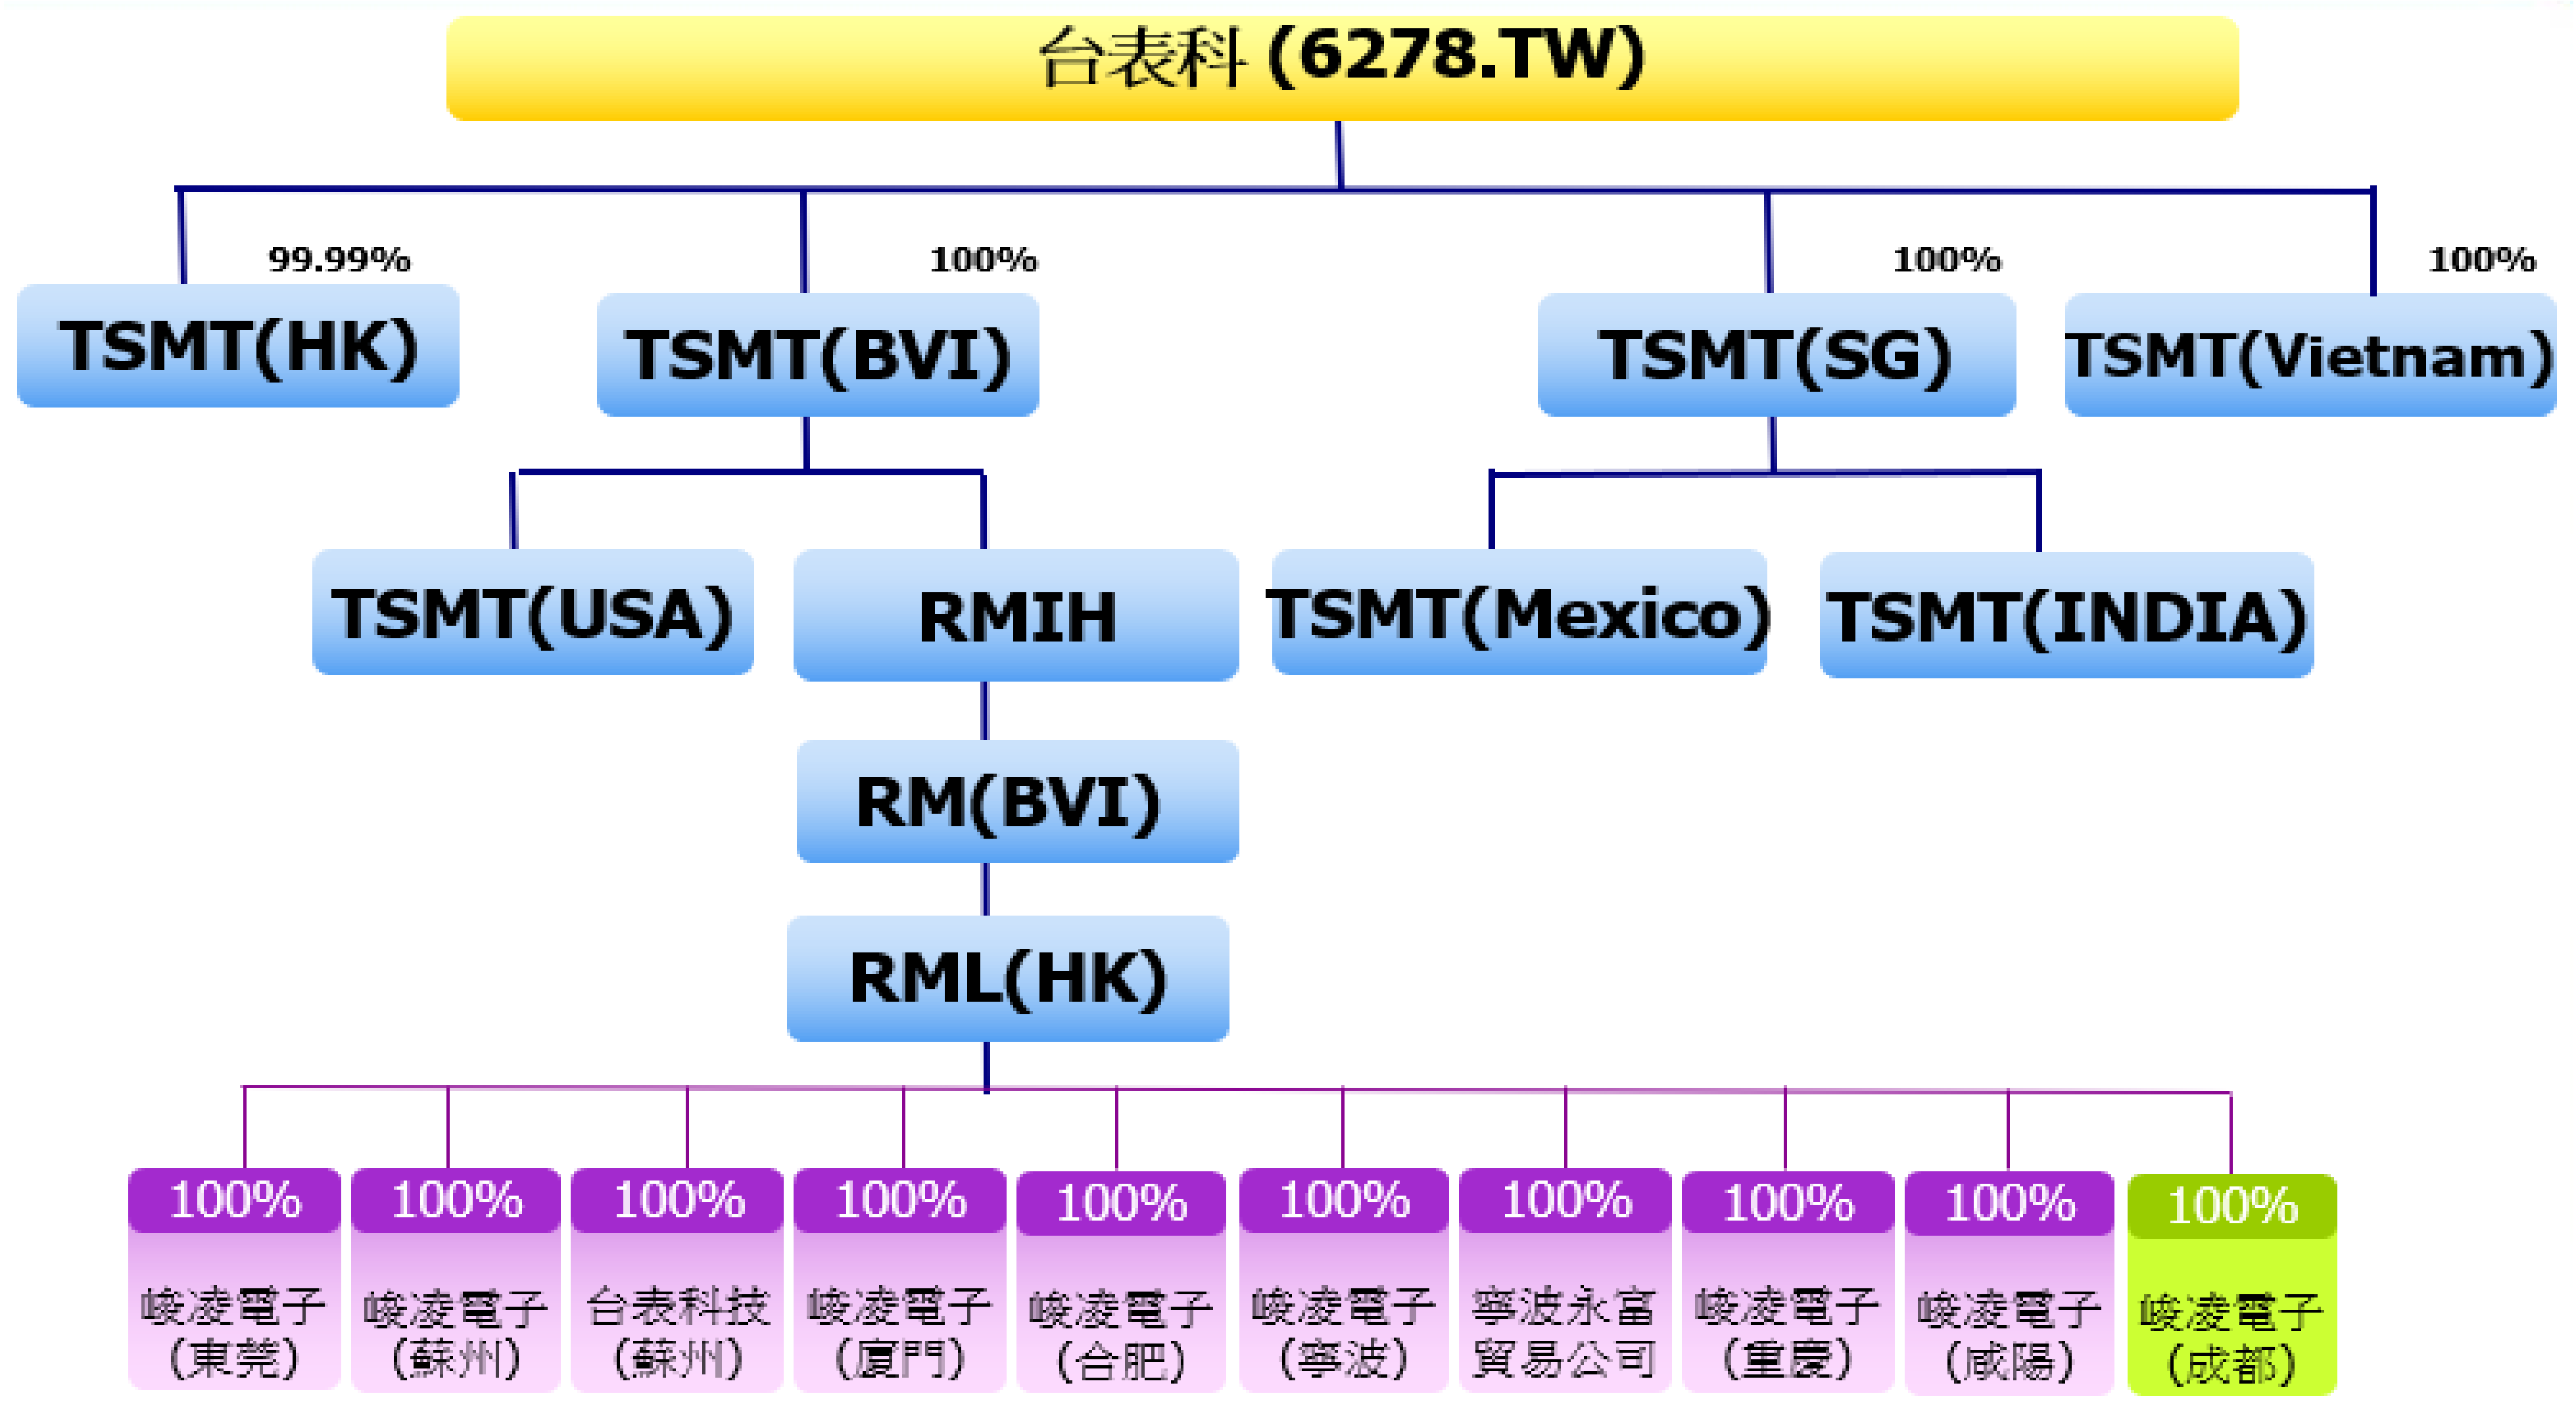 台表科 (6278.TW)
99.99%
100%
100%
100%
TSMT(HK)
TSMT(BVI)
TSMT(SG)
TSMT(Vietnam)
TSMT(USA)
RMIH
TSMT(Mexico)
TSMT(INDIA)
RM(BVI)
RML(HK)
100%
峻凌電子
(東莞)
100%
峻凌電子
(蘇州)
100%
台表科技
(蘇州)
100%
峻凌電子
(廈門)
100%
峻凌電子
(合肥)
100%
峻凌電子
(寧波)
100%
寧波永富
貿易公司
100%
峻凌電子
(重慶)
100%
峻凌電子
(咸陽)
100%
峻凌電子
(成都)